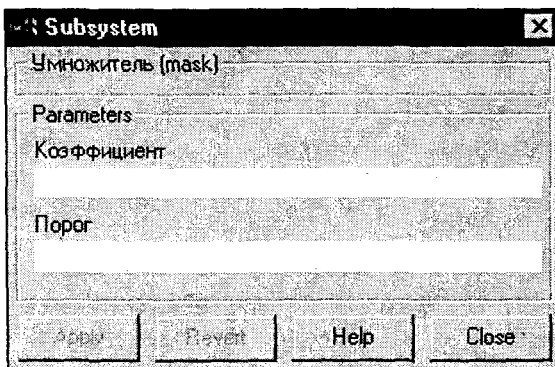 Subsystem
Умножитель (mask)
Parameters
Коэффициент
Порог
Apply Revert Help Close